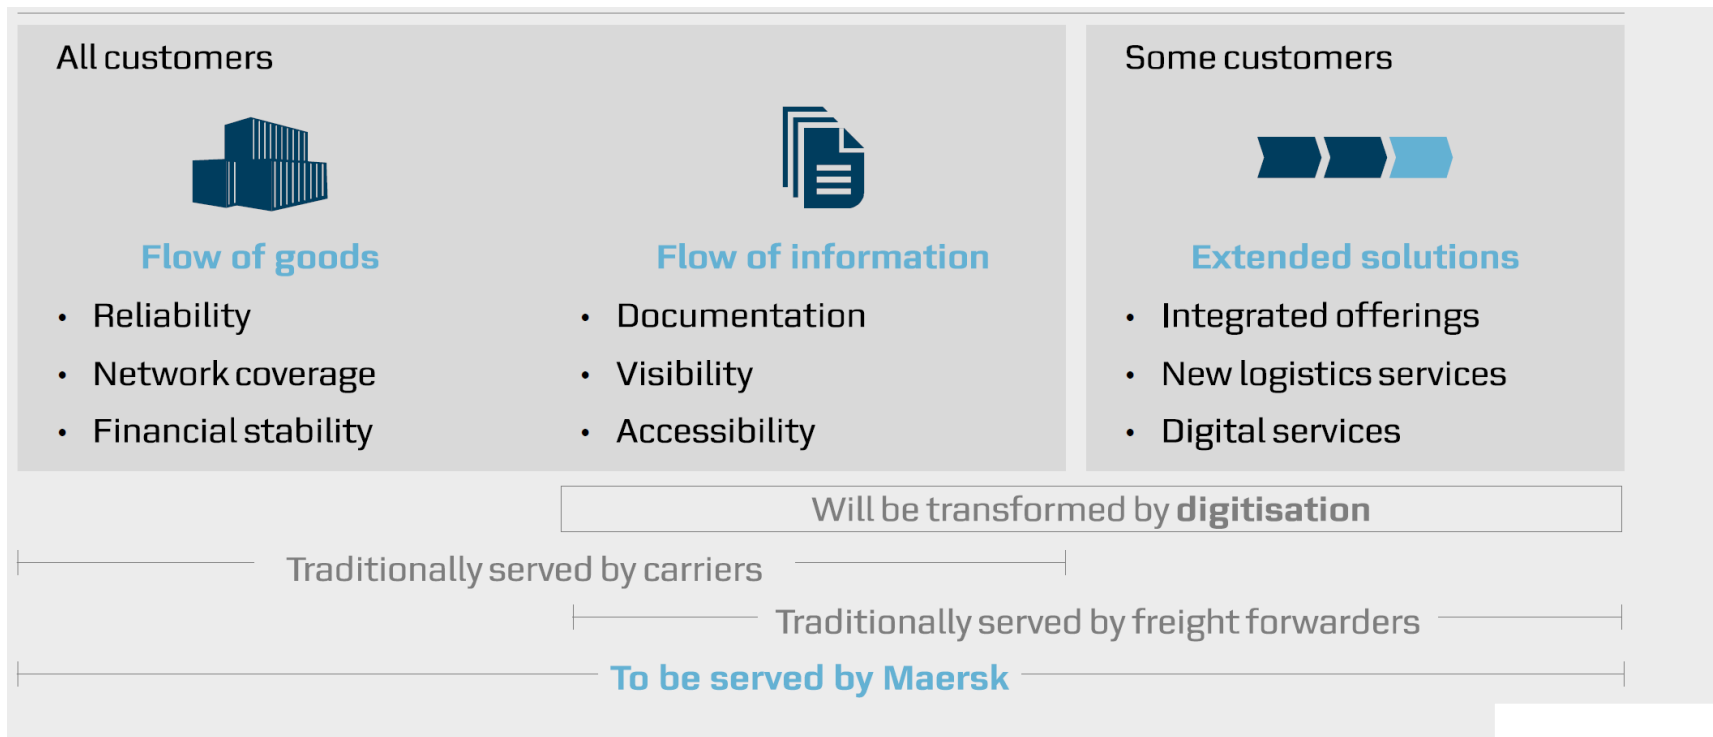 All customers
Flow of goods
• Reliability
• Network coverage
• Financial stability
Flow of information
• Documentation
• Visibility
• Accessibility
Some customers
Extended solutions
• Integrated offerings
• New logistics services
• Digital services
Will be transformed by digitisation
Traditionally served by carriers
Traditionally served by freight forwarders
To be served by Maersk